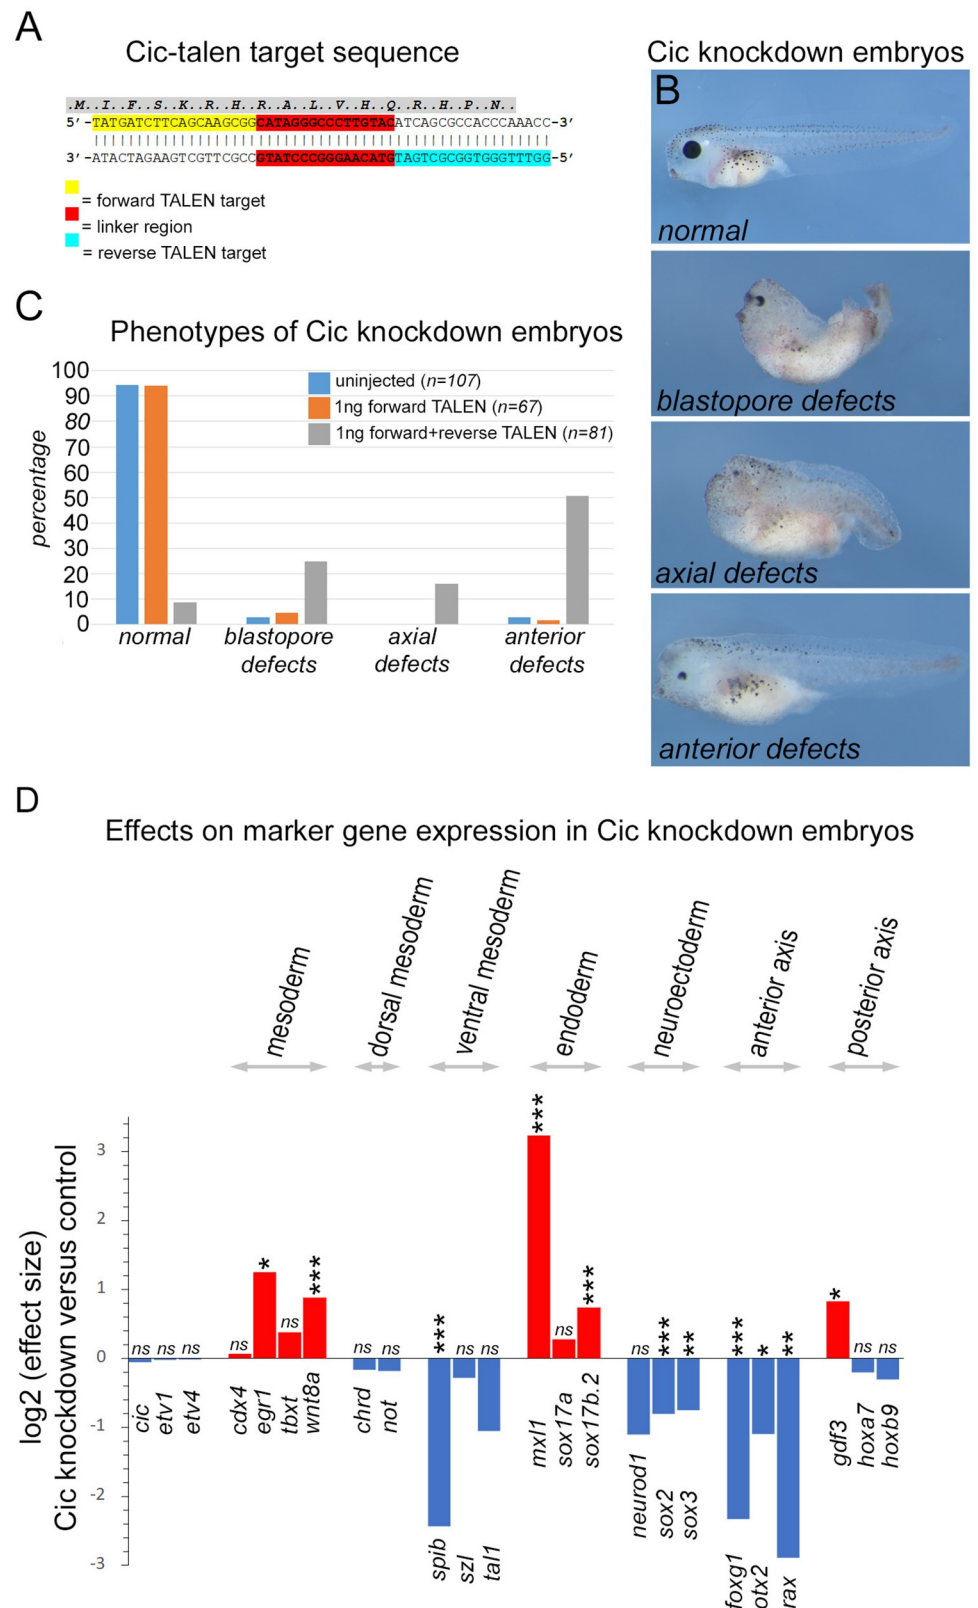 A
Cic-talen target sequence
.M..I..F..S..K..R..H..R..A..L..V..H..Q..R..H..P..N..
5'-TATGATCTTCAGCAAGCGGCATAGGGCCCTTGTACATCAGCGCCACCCAAACC-3'
3'-ATACTAGAAGTCGTTCGCCGTATCCCGGGAACATGTAGTCGCGGTGGGTTTGG-5'
= forward TALEN target
= linker region
= reverse TALEN target
Cic knockdown embryos
B
normal
blastopore defects
axial defects
anterior defects
C
Phenotypes of Cic knockdown embryos
percentage
100
90
80
70
60
50
40
30
20
10
0
uninjected (n=107)
1ng forward TALEN (n=67)
1ng forward+reverse TALEN (n=81)
normal
blastopore
defects
axial
defects
anterior
defects
D
Effects on marker gene expression in Cic knockdown embryos
mesoderm
dorsal mesoderm
ventral mesoderm
endoderm
neuroectoderm
anterior axis
posterior axis
log2 (effect size)
Cic knockdown versus control
3
2
1
0
-1
-2
-3
ns ns ns
ns * ns ***
ns ns
*** ns ns
*** ns ***
ns *** **
*** * **
* ns ns
cic
etv1
etv4
cdx4
egr1
tbxt
wnt8a
chrd
not
spib
szl
tal1
mxl1
sox17a
sox17b.2
neurod1
sox2
sox3
foxg1
otx2
rax
gdf3
hoxa7
hoxb9